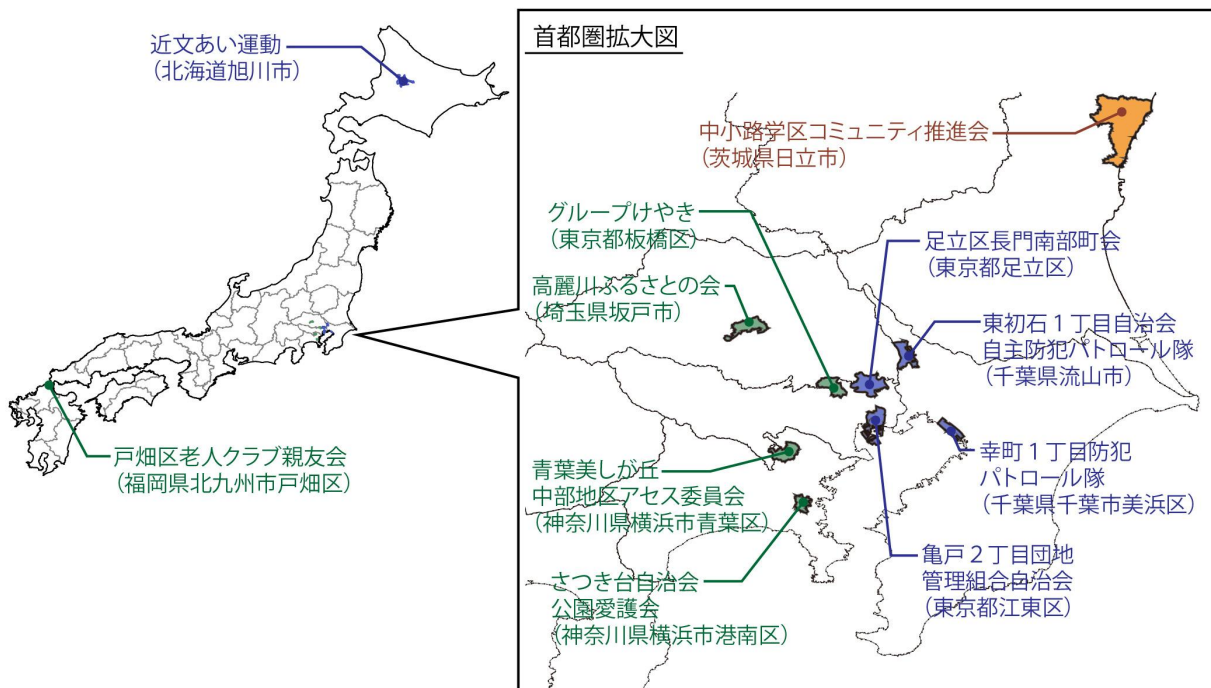 近文あい運動
（北海道旭川市）
戸畑区老人クラブ親友会
（福岡県北九州市戸畑区）
首都圏拡大図
中小路学区コミュニティ推進会
（茨城県日立市）
グループけやき
（東京都板橋区）
高麗川ふるさとの会
（埼玉県坂戸市）
足立区長門南部町会
（東京都足立区）
東初石１丁目自治会
自主防犯パトロール隊
（千葉県流山市）
青葉美しが丘
中部地区アセス委員会
（神奈川県横浜市青葉区）
幸町１丁目防犯
パトロール隊
（千葉県千葉市美浜区）
さつき台自治会
公園愛護会
（神奈川県横浜市港南区）
亀戸２丁目団地
管理組合自治会
（東京都江東区）